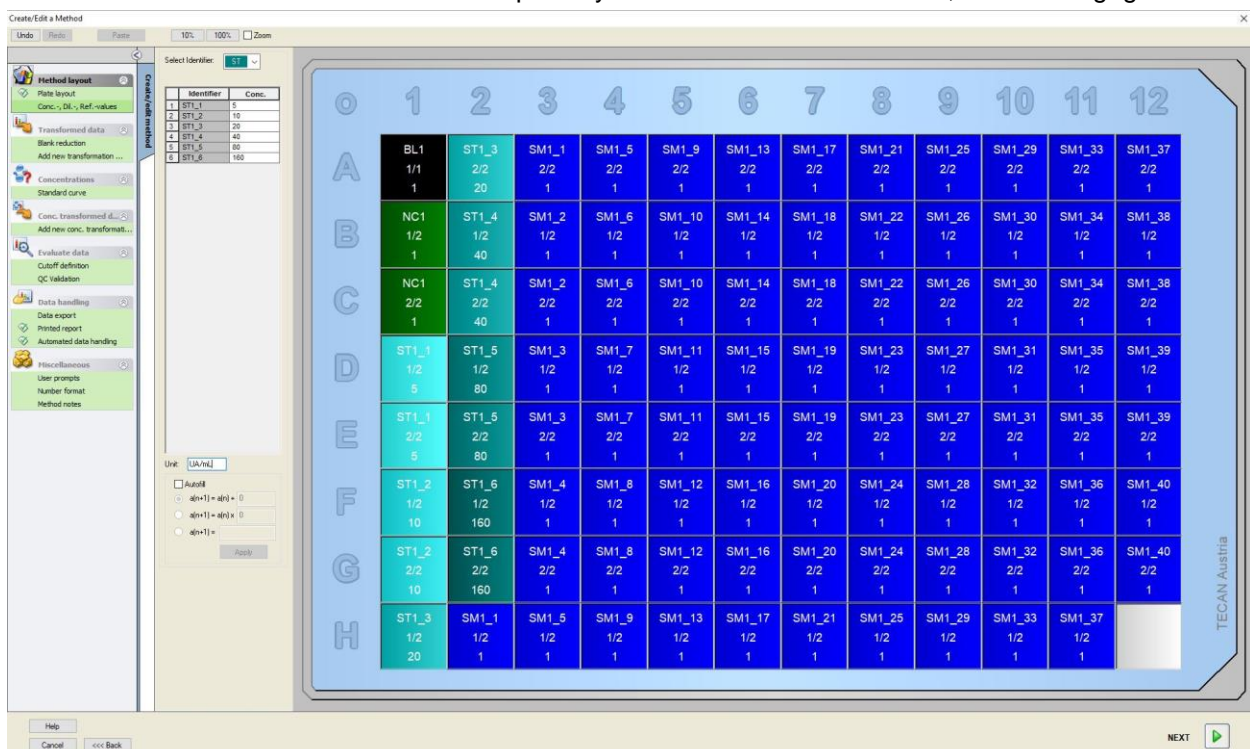 Create/Edit a Method
Undo Redo Paste 10% 100% Zoom
Method layout
Plate layout
Conc.-, Dil.-, Ref.-values
Transformed data
Blank reduction
Add new transformation ...
Concentrations
Standard curve
Conc. transformed d...
Add new conc. transformati...
Evaluate data
Cutoff definition
QC Validation
Data handling
Data export
Printed report
Automated data handling
Miscellaneous
User prompts
Number format
Method notes
Create/edit method
Select Identifier: ST
Identifier Conc.
1 ST1_1 5
2 ST1_2 10
3 ST1_3 20
4 ST1_4 40
5 ST1_5 80
6 ST1_6 160
Unit: UA/mL
Autofill
a(n+1) = a(n) + 0
a(n+1) = a(n) x 0
a(n+1) =
Apply
1 2 3 4 5 6 7 8 9 10 11 12
A
BL1 ST1_3 SM1_1 SM1_5 SM1_9 SM1_13 SM1_17 SM1_21 SM1_25 SM1_29 SM1_33 SM1_37
1/1 2/2 2/2 2/2 2/2 2/2 2/2 2/2 2/2 2/2 2/2 2/2
1 20 1 1 1 1 1 1 1 1 1 1
B
NC1 ST1_4 SM1_2 SM1_6 SM1_10 SM1_14 SM1_18 SM1_22 SM1_26 SM1_30 SM1_34 SM1_38
1/2 1/2 1/2 1/2 1/2 1/2 1/2 1/2 1/2 1/2 1/2 1/2
1 40 1 1 1 1 1 1 1 1 1 1
C
NC1 ST1_4 SM1_2 SM1_6 SM1_10 SM1_14 SM1_18 SM1_22 SM1_26 SM1_30 SM1_34 SM1_38
2/2 2/2 2/2 2/2 2/2 2/2 2/2 2/2 2/2 2/2 2/2 2/2
1 40 1 1 1 1 1 1 1 1 1 1
D
ST1_1 ST1_5 SM1_3 SM1_7 SM1_11 SM1_15 SM1_19 SM1_23 SM1_27 SM1_31 SM1_35 SM1_39
1/2 1/2 1/2 1/2 1/2 1/2 1/2 1/2 1/2 1/2 1/2 1/2
5 80 1 1 1 1 1 1 1 1 1 1
E
ST1_1 ST1_5 SM1_3 SM1_7 SM1_11 SM1_15 SM1_19 SM1_23 SM1_27 SM1_31 SM1_35 SM1_39
2/2 2/2 2/2 2/2 2/2 2/2 2/2 2/2 2/2 2/2 2/2 2/2
5 80 1 1 1 1 1 1 1 1 1 1
F
ST1_2 ST1_6 SM1_4 SM1_8 SM1_12 SM1_16 SM1_20 SM1_24 SM1_28 SM1_32 SM1_36 SM1_40
1/2 1/2 1/2 1/2 1/2 1/2 1/2 1/2 1/2 1/2 1/2 1/2
10 160 1 1 1 1 1 1 1 1 1 1
G
ST1_2 ST1_6 SM1_4 SM1_8 SM1_12 SM1_16 SM1_20 SM1_24 SM1_28 SM1_32 SM1_36 SM1_40
2/2 2/2 2/2 2/2 2/2 2/2 2/2 2/2 2/2 2/2 2/2 2/2
10 160 1 1 1 1 1 1 1 1 1 1
H
ST1_3 SM1_1 SM1_5 SM1_9 SM1_13 SM1_17 SM1_21 SM1_25 SM1_29 SM1_33 SM1_37
1/2 1/2 1/2 1/2 1/2 1/2 1/2 1/2 1/2 1/2 1/2
20 1 1 1 1 1 1 1 1 1 1
TECAN Austria
Help
Cancel <<< Back
NEXT